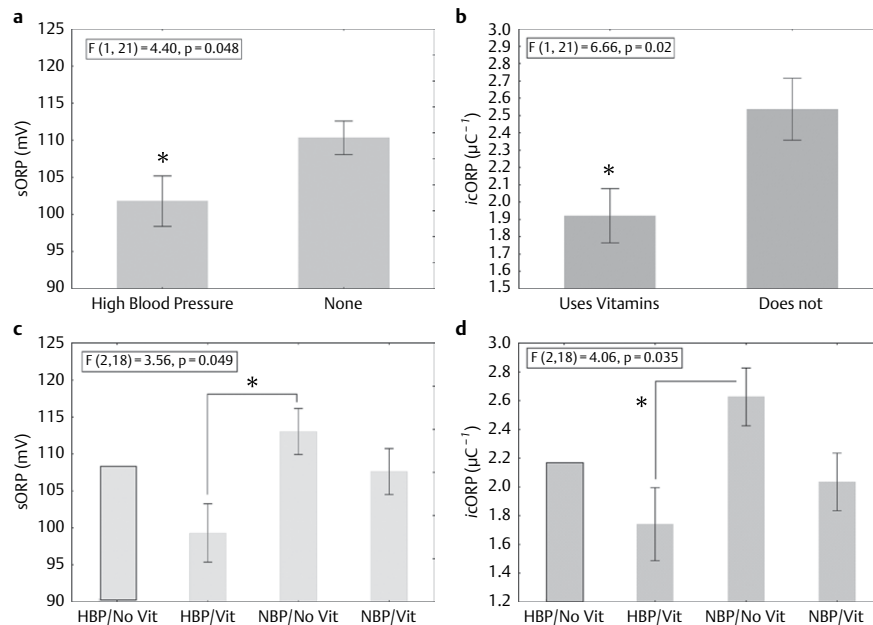 a
F (1, 21) = 4.40, p = 0.048
125
120
115
110
105
100
95
90
sORP (mV)
*
High Blood Pressure
None
b
F (1, 21) = 6.66, p = 0.02
3.0
2.9
2.8
2.7
2.6
2.5
2.4
2.3
2.2
2.1
2.0
1.9
1.8
1.7
1.6
1.5
icORP (µC⁻¹)
*
Uses Vitamins
Does not
c
F (2,18) = 3.56, p = 0.049
125
120
115
110
105
100
95
90
sORP (mV)
*
HBP/No Vit
HBP/Vit
NBP/No Vit
NBP/Vit
d
F (2,18) = 4.06, p = 0.035
3.0
2.8
2.6
2.4
2.2
2.0
1.8
1.6
1.4
1.2
icORP (µC⁻¹)
*
HBP/No Vit
HBP/Vit
NBP/No Vit
NBP/Vit